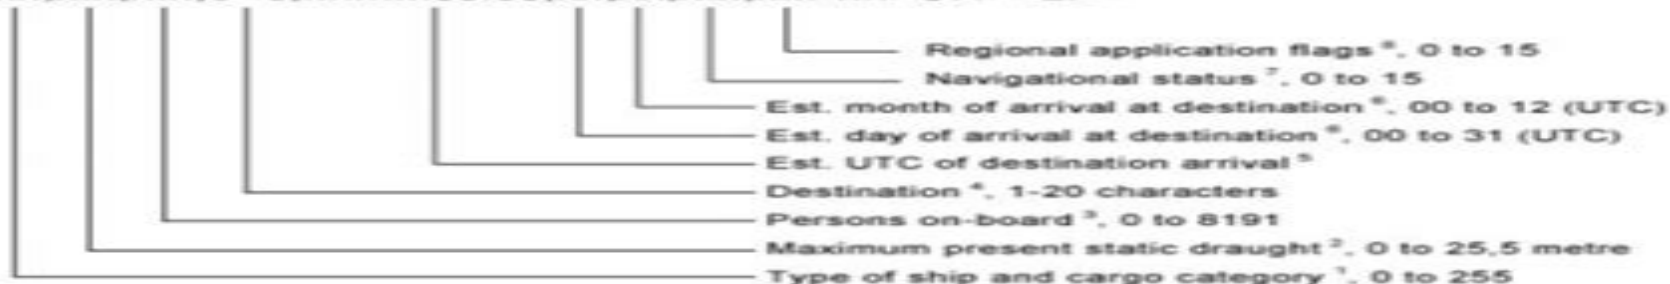 Regional application flags ⁸, 0 to 15
Navigational status ⁷, 0 to 15
Est. month of arrival at destination ⁶, 00 to 12 (UTC)
Est. day of arrival at destination ⁶, 00 to 31 (UTC)
Est. UTC of destination arrival ⁵
Destination ⁴, 1-20 characters
Persons on-board ³, 0 to 8191
Maximum present static draught ², 0 to 25,5 metre
Type of ship and cargo category ¹, 0 to 255